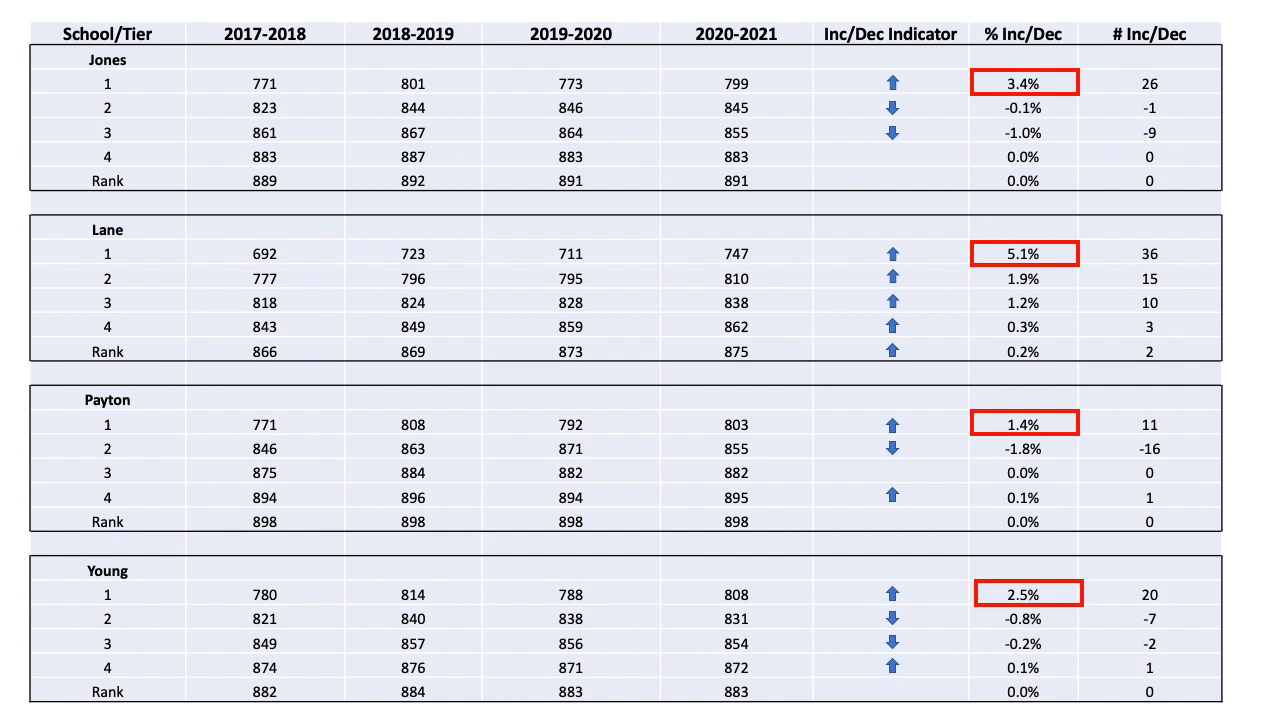 School/Tier 2017-2018 2018-2019 2019-2020 2020-2021 Inc/Dec Indicator % Inc/Dec # Inc/Dec
Jones
1 771 801 773 799 3.4% 26
2 823 844 846 845 -0.1% -1
3 861 867 864 855 -1.0% -9
4 883 887 883 883 0.0% 0
Rank 889 892 891 891 0.0% 0
Lane
1 692 723 711 747 5.1% 36
2 777 796 795 810 1.9% 15
3 818 824 828 838 1.2% 10
4 843 849 859 862 0.3% 3
Rank 866 869 873 875 0.2% 2
Payton
1 771 808 792 803 1.4% 11
2 846 863 871 855 -1.8% -16
3 875 884 882 882 0.0% 0
4 894 896 894 895 0.1% 1
Rank 898 898 898 898 0.0% 0
Young
1 780 814 788 808 2.5% 20
2 821 840 838 831 -0.8% -7
3 849 857 856 854 -0.2% -2
4 874 876 871 872 0.1% 1
Rank 882 884 883 883 0.0% 0